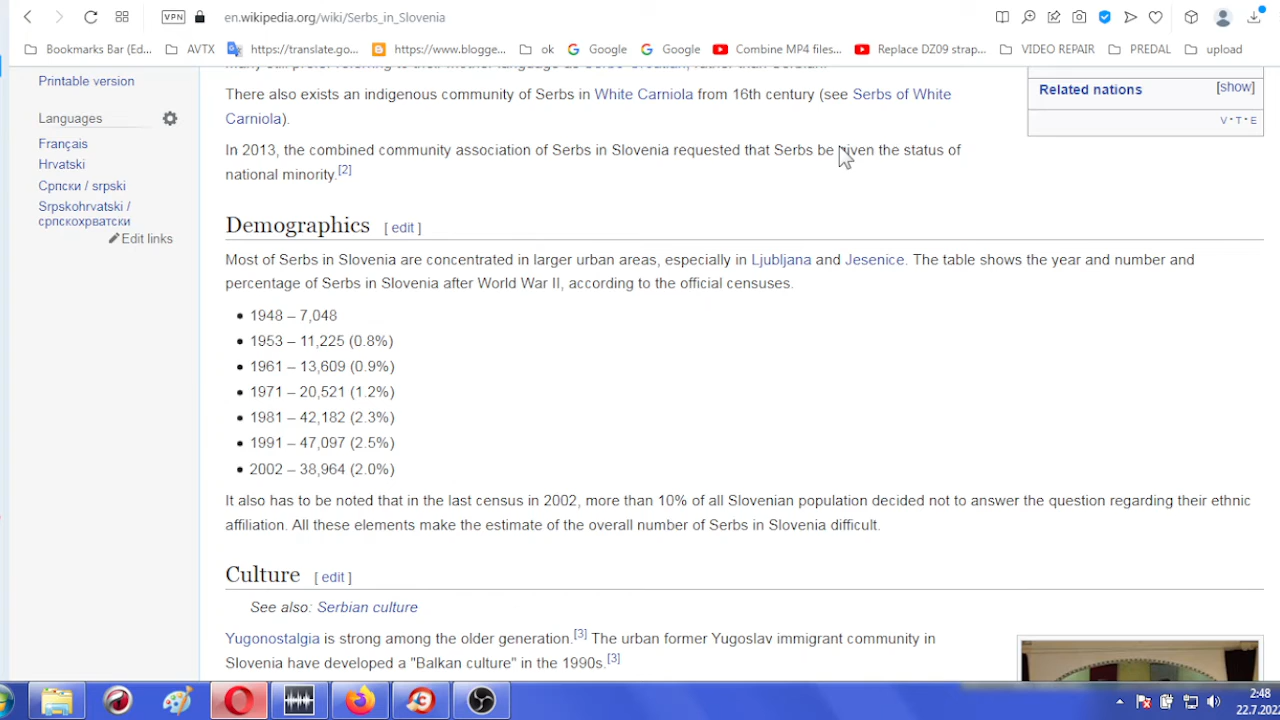 VPN en.wikipedia.org/wiki/Serbs_in_Slovenia
Bookmarks Bar (Ed... AVTX https://translate.go... https://www.blogge... ok Google Google Combine MP4 files... Replace DZ09 strap... VIDEO REPAIR PREDAL upload
Printable version
Languages
Français
Hrvatski
Српски / srpski
Srpskohrvatski /
српскохрватски
Edit links
There also exists an indigenous community of Serbs in White Carniola from 16th century (see Serbs of White
Carniola).
In 2013, the combined community association of Serbs in Slovenia requested that Serbs be given the status of
national minority.[2]
Related nations [show]
V · T · E
Demographics [ edit ]
Most of Serbs in Slovenia are concentrated in larger urban areas, especially in Ljubljana and Jesenice. The table shows the year and number and
percentage of Serbs in Slovenia after World War II, according to the official censuses.
• 1948 – 7,048
• 1953 – 11,225 (0.8%)
• 1961 – 13,609 (0.9%)
• 1971 – 20,521 (1.2%)
• 1981 – 42,182 (2.3%)
• 1991 – 47,097 (2.5%)
• 2002 – 38,964 (2.0%)
It also has to be noted that in the last census in 2002, more than 10% of all Slovenian population decided not to answer the question regarding their ethnic
affiliation. All these elements make the estimate of the overall number of Serbs in Slovenia difficult.
Culture [ edit ]
See also: Serbian culture
Yugonostalgia is strong among the older generation.[3] The urban former Yugoslav immigrant community in
Slovenia have developed a "Balkan culture" in the 1990s.[3]
2:48
22.7.202